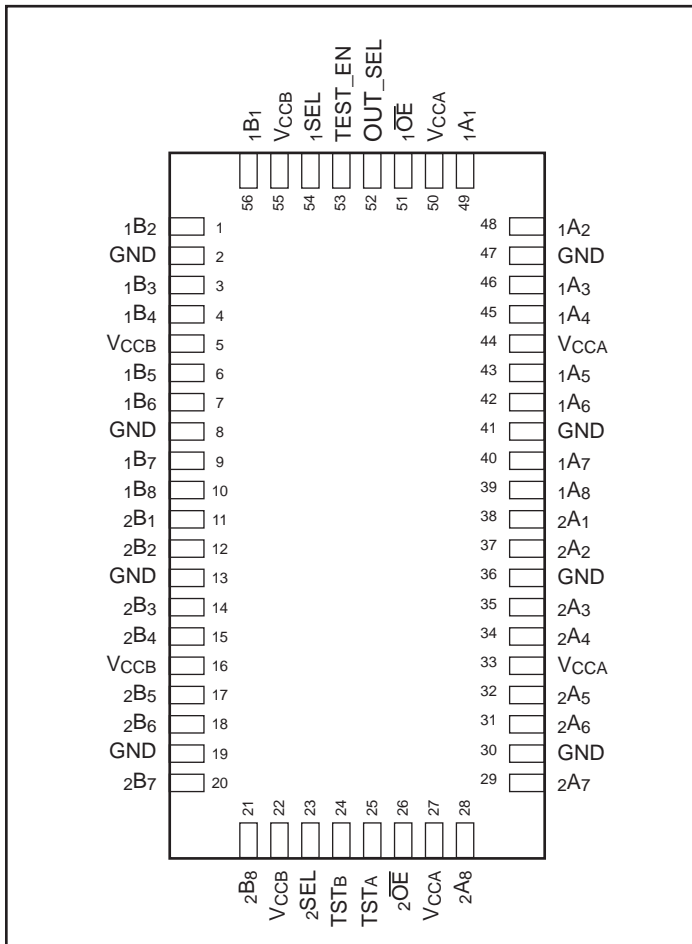 ₁B₁ VCCB ₁SEL TEST_EN OUT_SEL ₁O̅E̅ VCCA ₁A₁
56 55 54 53 52 51 50 49
₁B₂ 1 48 ₁A₂
GND 2 47 GND
₁B₃ 3 46 ₁A₃
₁B₄ 4 45 ₁A₄
VCCB 5 44 VCCA
₁B₅ 6 43 ₁A₅
₁B₆ 7 42 ₁A₆
GND 8 41 GND
₁B₇ 9 40 ₁A₇
₁B₈ 10 39 ₁A₈
₂B₁ 11 38 ₂A₁
₂B₂ 12 37 ₂A₂
GND 13 36 GND
₂B₃ 14 35 ₂A₃
₂B₄ 15 34 ₂A₄
VCCB 16 33 VCCA
₂B₅ 17 32 ₂A₅
₂B₆ 18 31 ₂A₆
GND 19 30 GND
₂B₇ 20 29 ₂A₇
21 22 23 24 25 26 27 28
₂B₈ VCCB ₂SEL TSTB TSTA ₂O̅E̅ VCCA ₂A₈